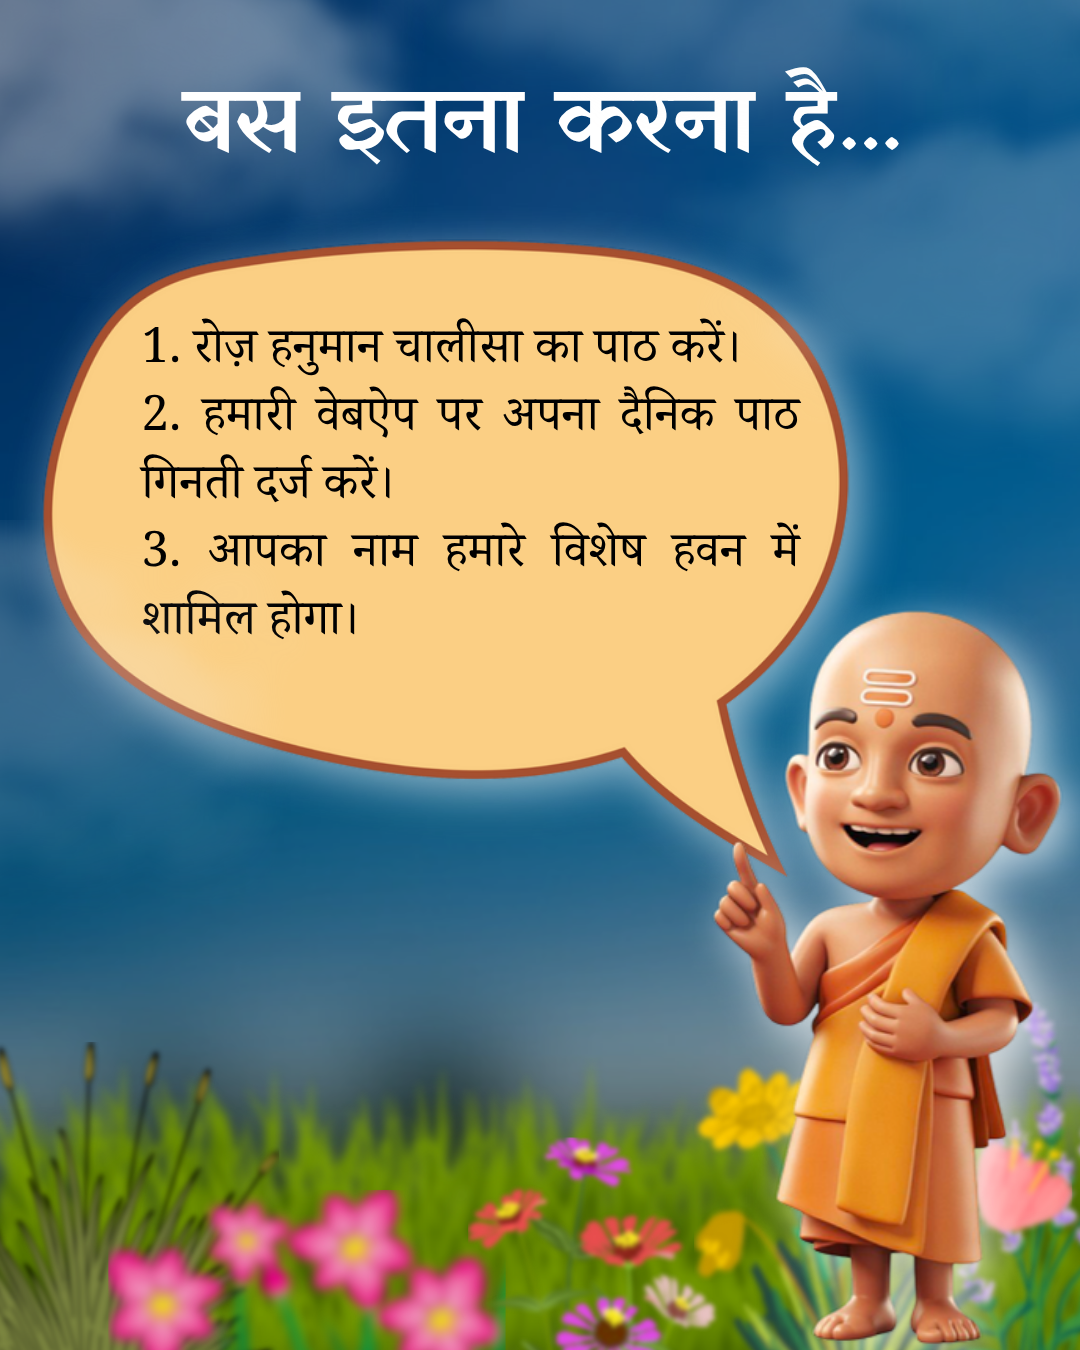 बस इतना करना है...
1. रोज़ हनुमान चालीसा का पाठ करें।
2. हमारी वेबऐप पर अपना दैनिक पाठ
गिनती दर्ज करें।
3. आपका नाम हमारे विशेष हवन में
शामिल होगा।